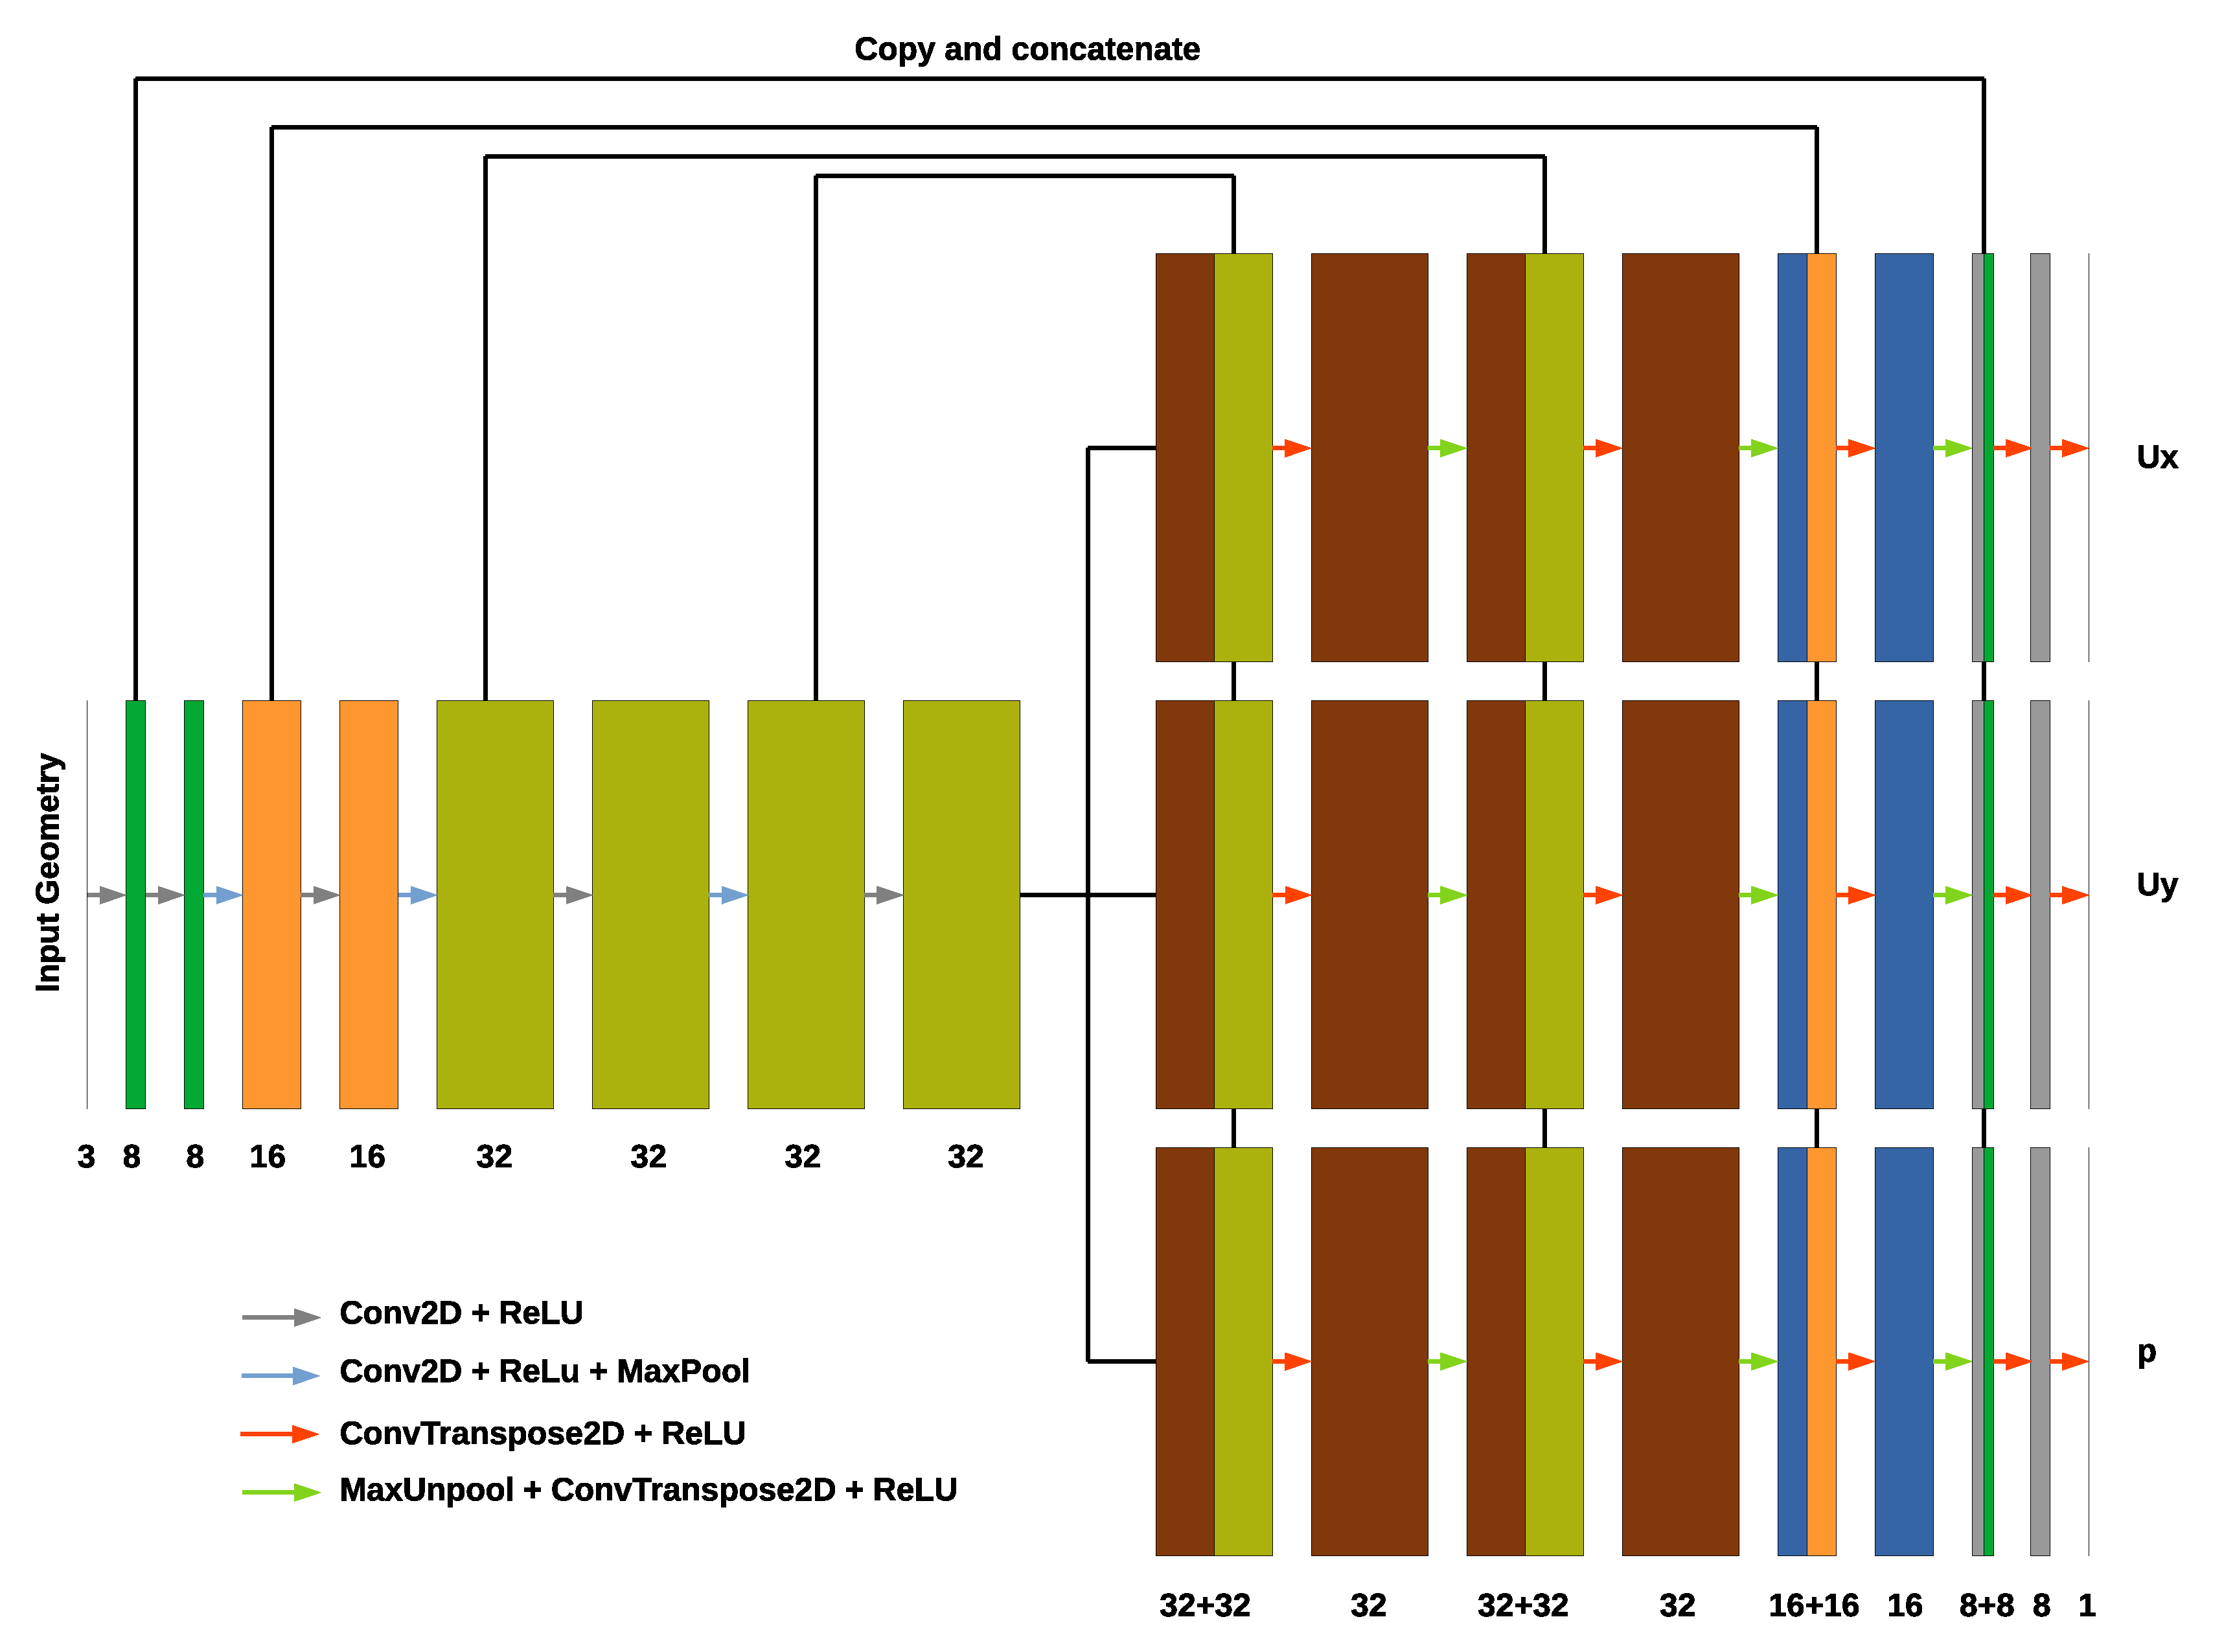 Copy and concatenate
Ux
Input Geometry
Uy
3 8 8 16 16 32 32 32 32
Conv2D + ReLU
p
Conv2D + ReLu + MaxPool
ConvTranspose2D + ReLU
MaxUnpool + ConvTranspose2D + ReLU
32+32 32 32+32 32 16+16 16 8+8 8 1